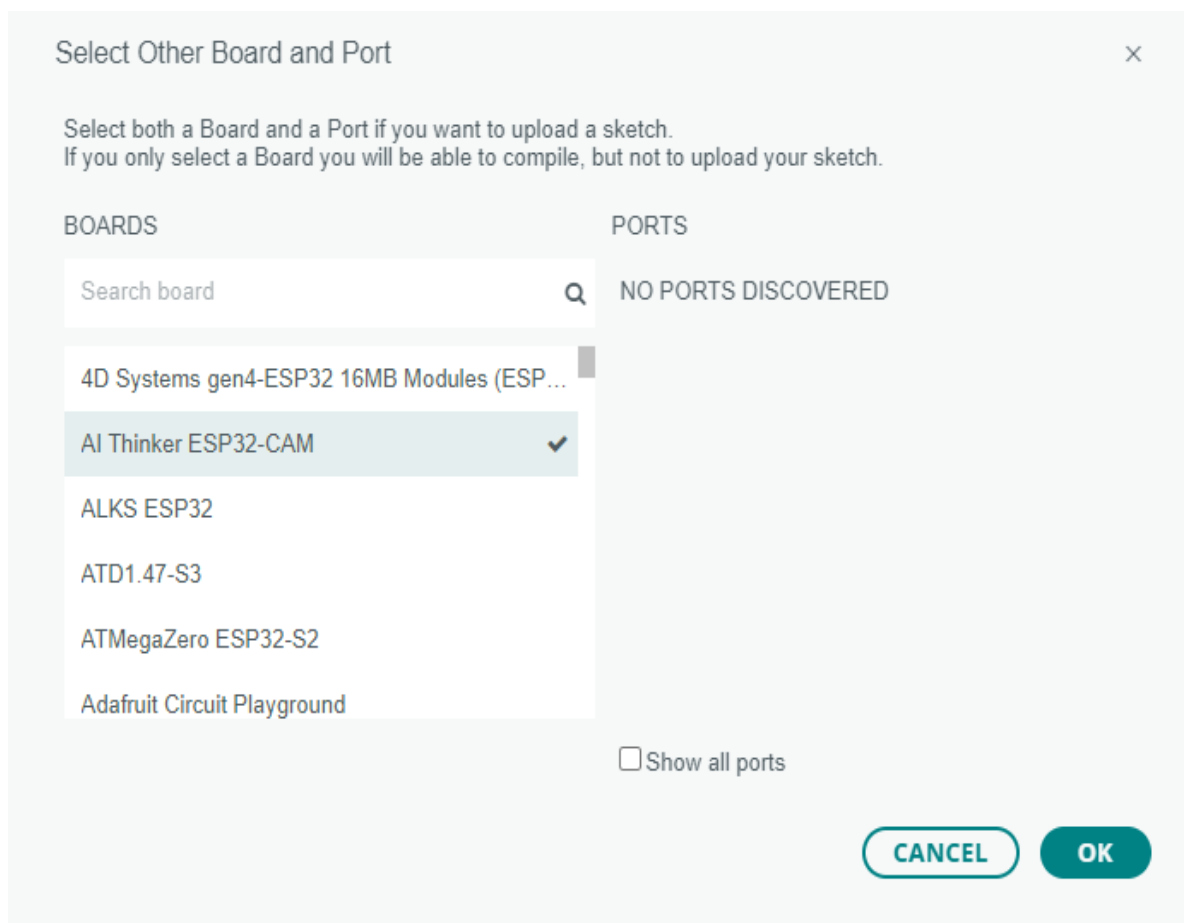 Select Other Board and Port
Select both a Board and a Port if you want to upload a sketch.
If you only select a Board you will be able to compile, but not to upload your sketch.
BOARDS
PORTS
Search board
NO PORTS DISCOVERED
4D Systems gen4-ESP32 16MB Modules (ESP...
AI Thinker ESP32-CAM
ALKS ESP32
ATD1.47-S3
ATMegaZero ESP32-S2
Adafruit Circuit Playground
Show all ports
CANCEL
OK